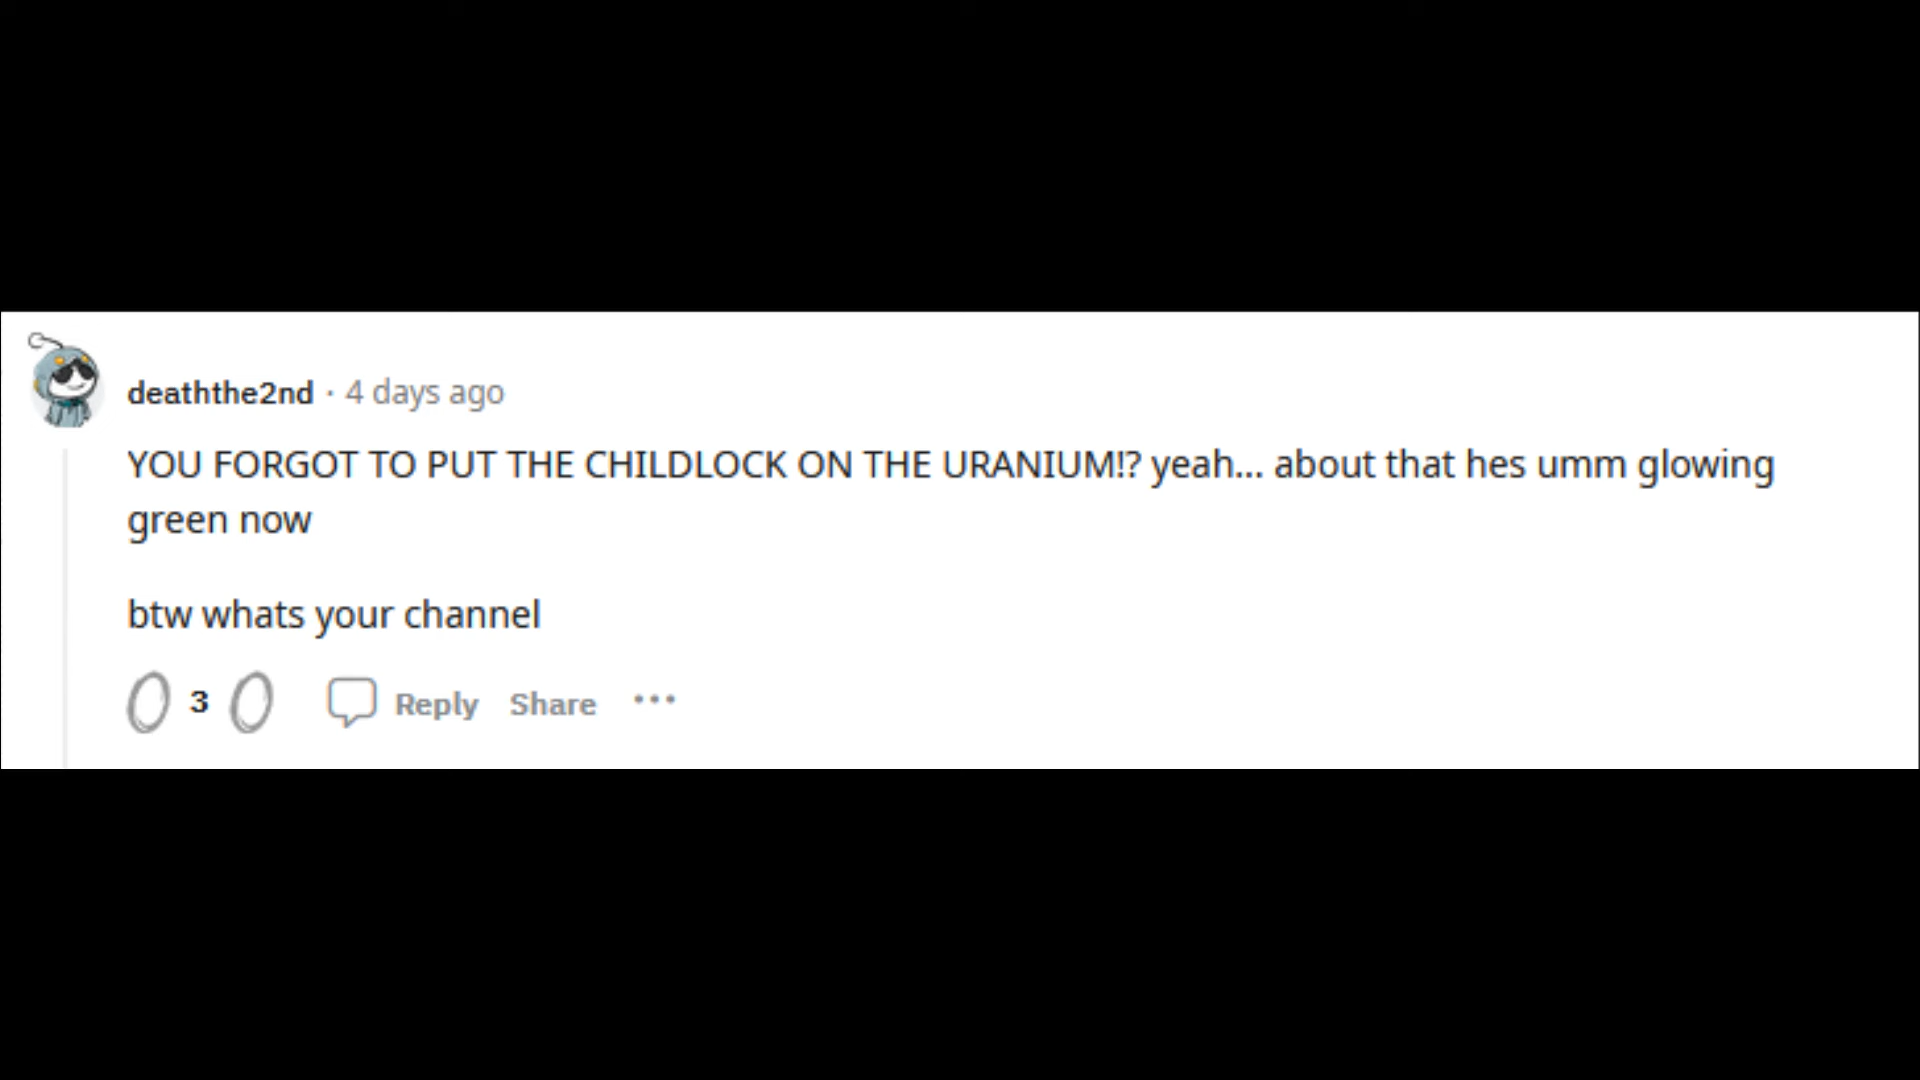 deaththe2nd · 4 days ago
YOU FORGOT TO PUT THE CHILDLOCK ON THE URANIUM!? yeah... about that hes umm glowing
green now
btw whats your channel
3 Reply Share ···